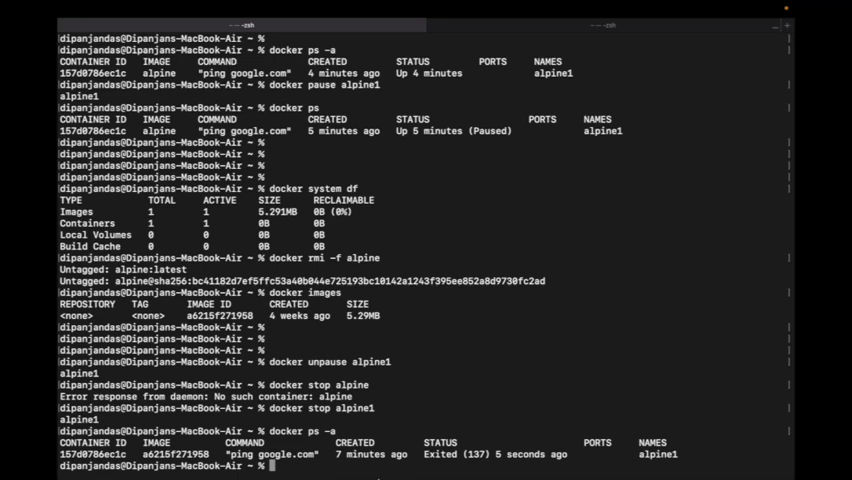 -- -- -zsh
-- -- -zsh
dipanjandas@Dipanjans-MacBook-Air ~ %
dipanjandas@Dipanjans-MacBook-Air ~ % docker ps -a
CONTAINER ID IMAGE COMMAND CREATED STATUS PORTS NAMES
157d0786ec1c alpine "ping google.com" 4 minutes ago Up 4 minutes alpine1
dipanjandas@Dipanjans-MacBook-Air ~ % docker pause alpine1
alpine1
dipanjandas@Dipanjans-MacBook-Air ~ % docker ps
CONTAINER ID IMAGE COMMAND CREATED STATUS PORTS NAMES
157d0786ec1c alpine "ping google.com" 5 minutes ago Up 5 minutes (Paused) alpine1
dipanjandas@Dipanjans-MacBook-Air ~ %
dipanjandas@Dipanjans-MacBook-Air ~ %
dipanjandas@Dipanjans-MacBook-Air ~ %
dipanjandas@Dipanjans-MacBook-Air ~ %
dipanjandas@Dipanjans-MacBook-Air ~ % docker system df
TYPE TOTAL ACTIVE SIZE RECLAIMABLE
Images 1 1 5.291MB 0B (0%)
Containers 1 1 0B 0B
Local Volumes 0 0 0B 0B
Build Cache 0 0 0B 0B
dipanjandas@Dipanjans-MacBook-Air ~ % docker rmi -f alpine
Untagged: alpine:latest
Untagged: alpine@sha256:bc41182d7ef5ffc53a40b044e725193bc10142a1243f395ee852a8d9730fc2ad
dipanjandas@Dipanjans-MacBook-Air ~ % docker images
REPOSITORY TAG IMAGE ID CREATED SIZE
<none> <none> a6215f271958 4 weeks ago 5.29MB
dipanjandas@Dipanjans-MacBook-Air ~ %
dipanjandas@Dipanjans-MacBook-Air ~ %
dipanjandas@Dipanjans-MacBook-Air ~ %
dipanjandas@Dipanjans-MacBook-Air ~ % docker unpause alpine1
alpine1
dipanjandas@Dipanjans-MacBook-Air ~ % docker stop alpine
Error response from daemon: No such container: alpine
dipanjandas@Dipanjans-MacBook-Air ~ % docker stop alpine1
alpine1
dipanjandas@Dipanjans-MacBook-Air ~ % docker ps -a
CONTAINER ID IMAGE COMMAND CREATED STATUS PORTS NAMES
157d0786ec1c a6215f271958 "ping google.com" 7 minutes ago Exited (137) 5 seconds ago alpine1
dipanjandas@Dipanjans-MacBook-Air ~ %